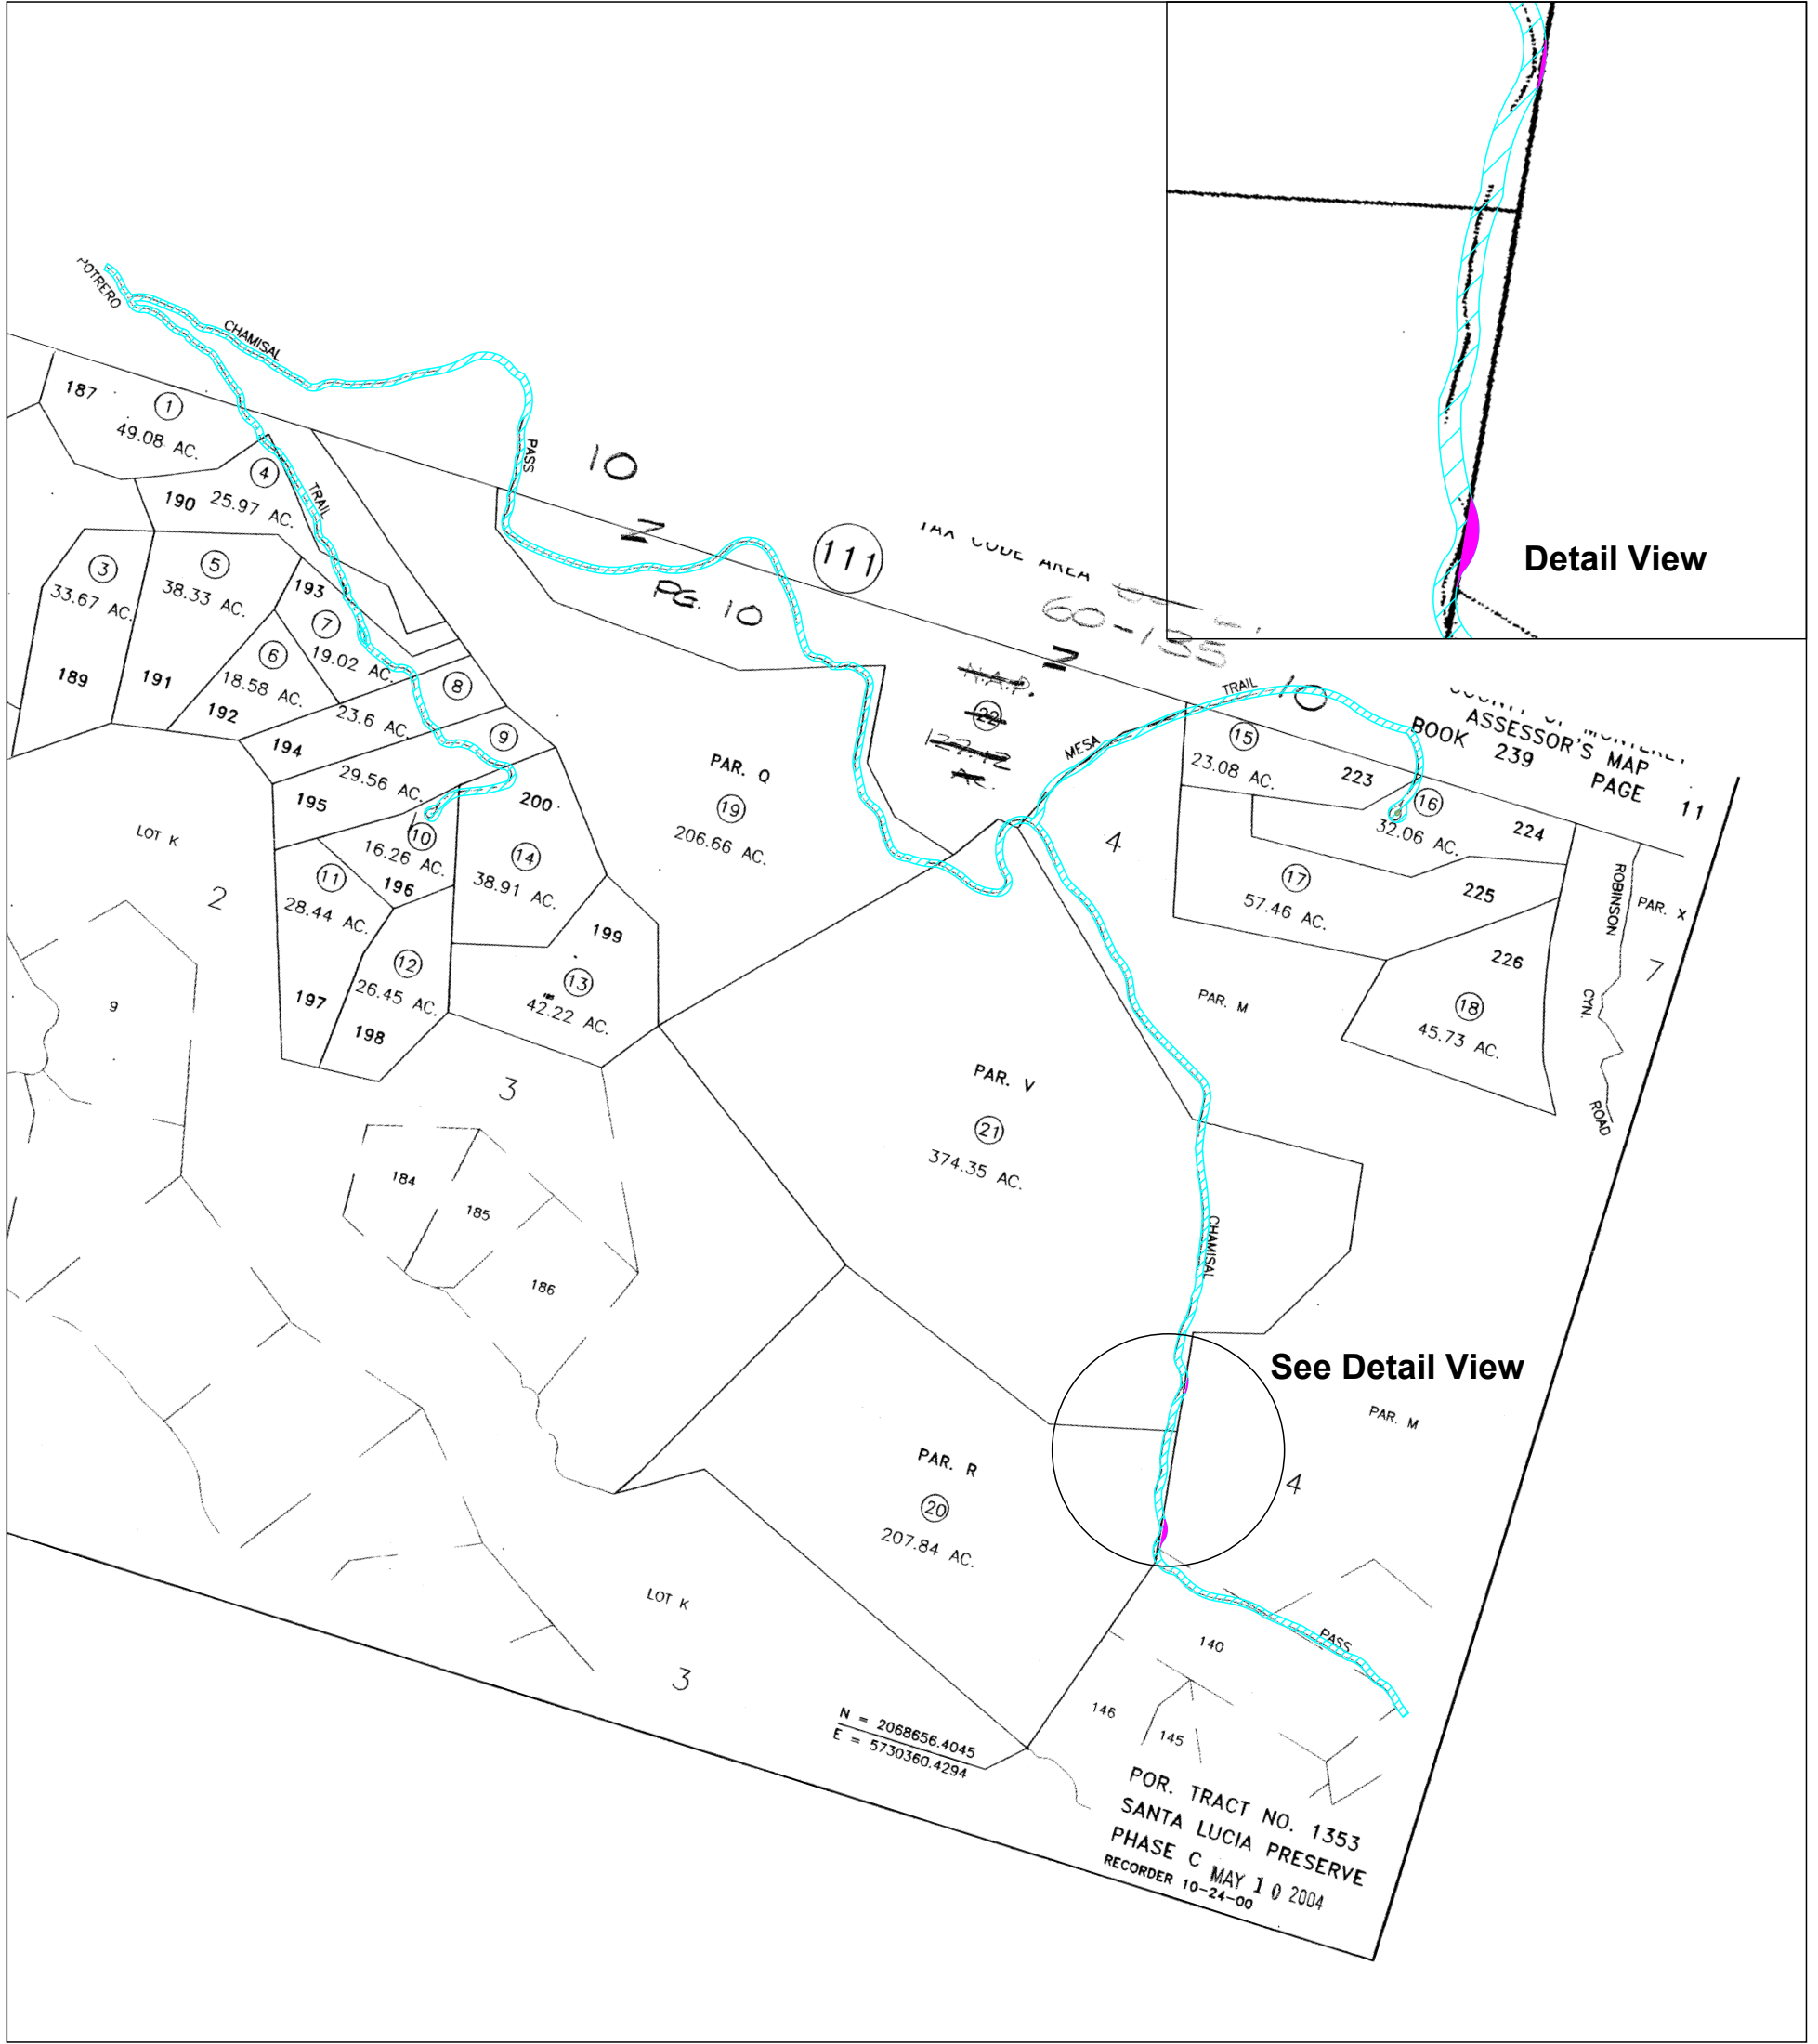 Detail View
POTRERO
CHAMISAL
187
1
49.08 AC.
PASS
10
4
190
25.97 AC.
TRAIL
Z
111
TAX CODE AREA
60-135
PG. 10
3
33.67 AC.
189
5
38.33 AC.
191
193
7
19.02 AC.
6
18.58 AC.
192
8
23.6 AC.
194
9
29.56 AC.
195
200
10
16.26 AC.
196
N.A.P.
22
Z
TRAIL
10
MESA
COUNTY OF MONTEREY
ASSESSOR'S MAP
BOOK 239 PAGE 11
15
23.08 AC.
223
16
32.06 AC.
224
PAR. Q
19
206.66 AC.
LOT K
2
11
28.44 AC.
197
14
38.91 AC.
199
12
26.45 AC.
198
13
42.22 AC.
4
17
57.46 AC.
225
226
18
45.73 AC.
PAR. M
ROBINSON
CYN.
ROAD
PAR. X
7
9
3
PAR. V
21
374.35 AC.
184
185
186
CHAMISAL
See Detail View
PAR. M
4
PAR. R
20
207.84 AC.
LOT K
3
PASS
140
146
145
N = 2068656.4045
E = 5730360.4294
POR. TRACT NO. 1353
SANTA LUCIA PRESERVE
PHASE C MAY 10 2004
RECORDER 10-24-00